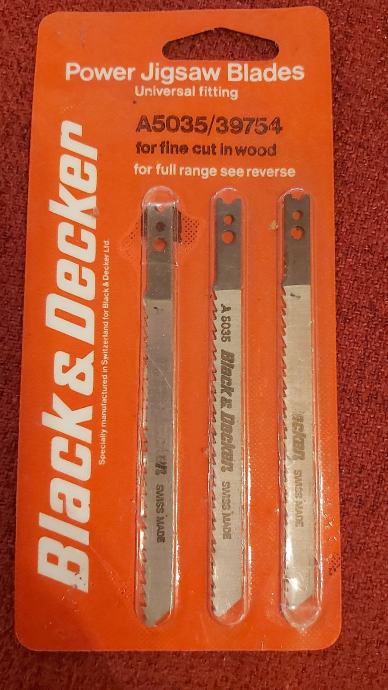 Power Jigsaw Blades
Universal fitting
A5035/39754
for fine cut in wood
for full range see reverse
Black & Decker
Specially manufactured in Switzerland for Black & Decker Ltd.
SWISS MADE
A 5035 Black & Decker SWISS MADE
ecker SWISS MADE